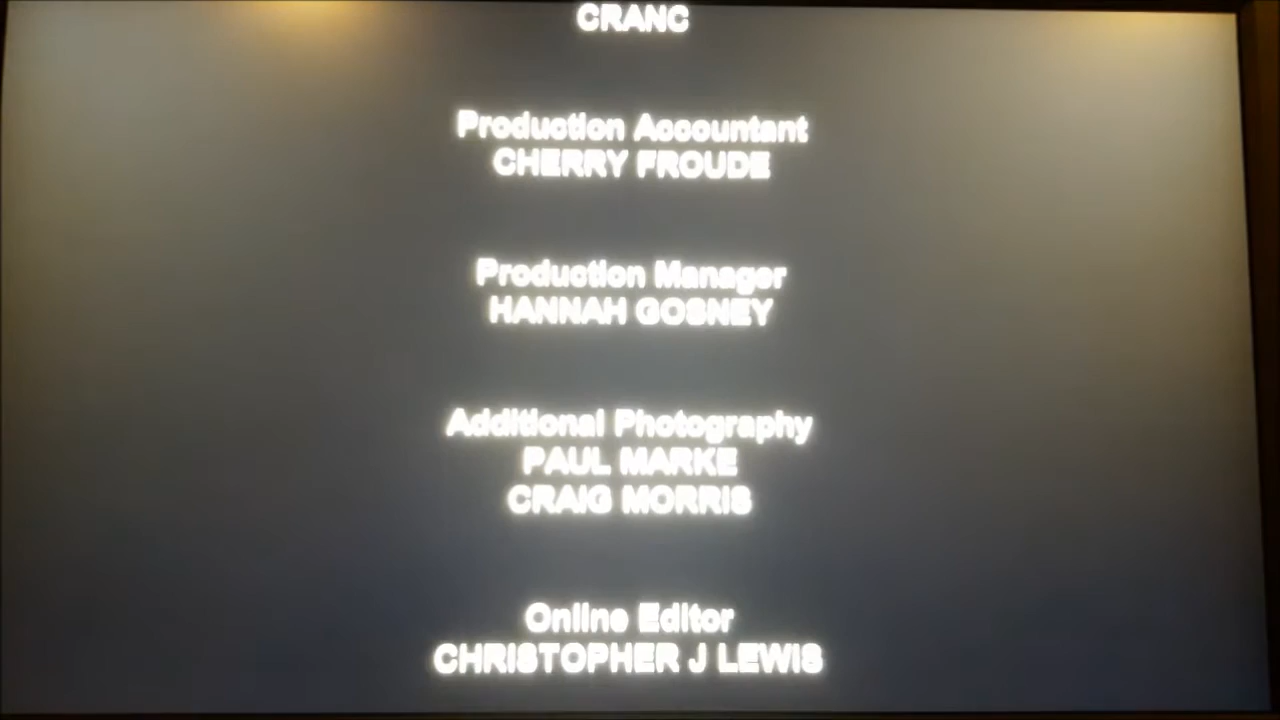 CRANC
Production Accountant
CHERRY FROUDE
Production Manager
HANNAH GOSNEY
Additional Photography
PAUL MARKE
CRAIG MORRIS
Online Editor
CHRISTOPHER J LEWIS